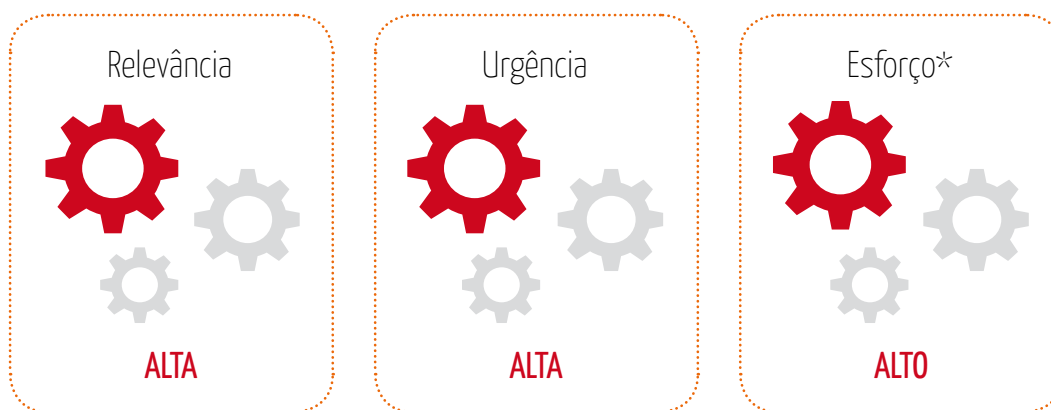 Relevância
Urgência
Esforço*
ALTA
ALTA
ALTO